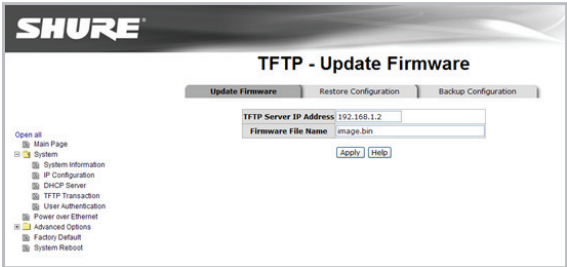 SHURE
TFTP - Update Firmware
Update Firmware Restore Configuration Backup Configuration
TFTP Server IP Address 192.168.1.2
Firmware File Name image.bin
Apply Help
Open all
Main Page
System
System Information
IP Configuration
DHCP Server
TFTP Transaction
User Authentication
Power over Ethernet
Advanced Options
Factory Default
System Reboot